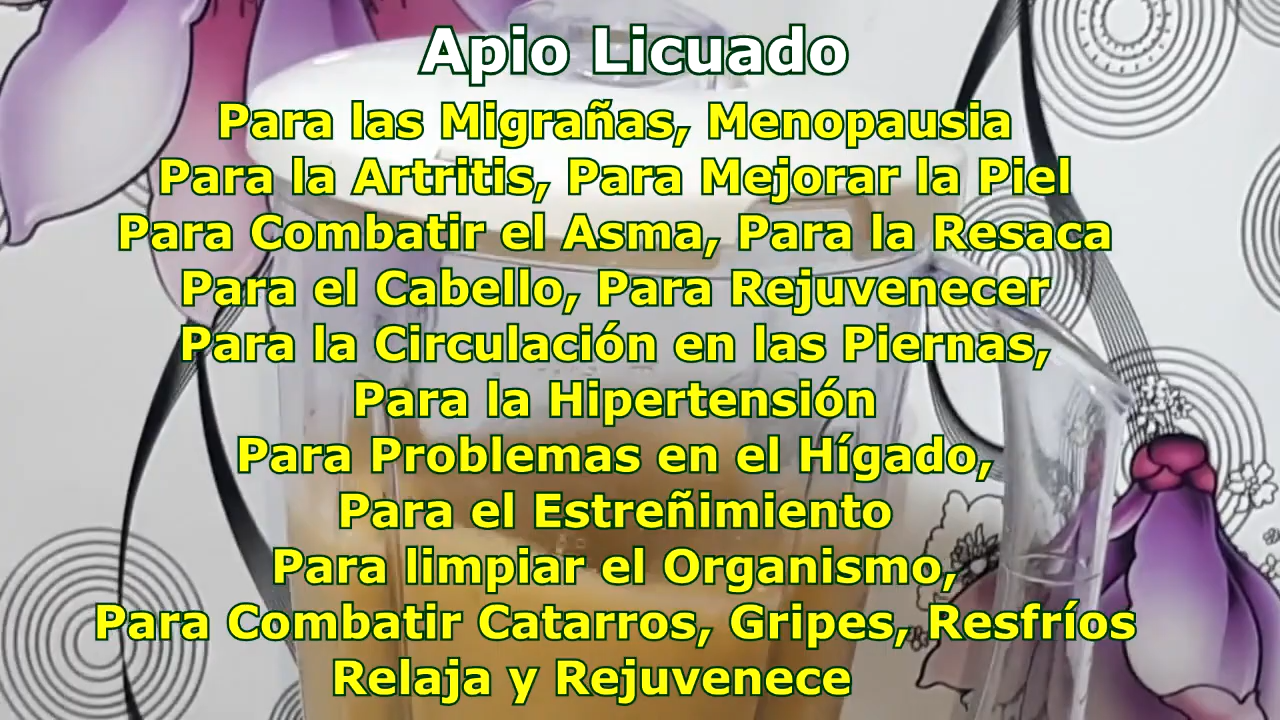 Apio Licuado
Para las Migrañas, Menopausia
Para la Artritis, Para Mejorar la Piel
Para Combatir el Asma, Para la Resaca
Para el Cabello, Para Rejuvenecer
Para la Circulación en las Piernas,
Para la Hipertensión
Para Problemas en el Hígado,
Para el Estreñimiento
Para limpiar el Organismo,
Para Combatir Catarros, Gripes, Resfríos
Relaja y Rejuvenece